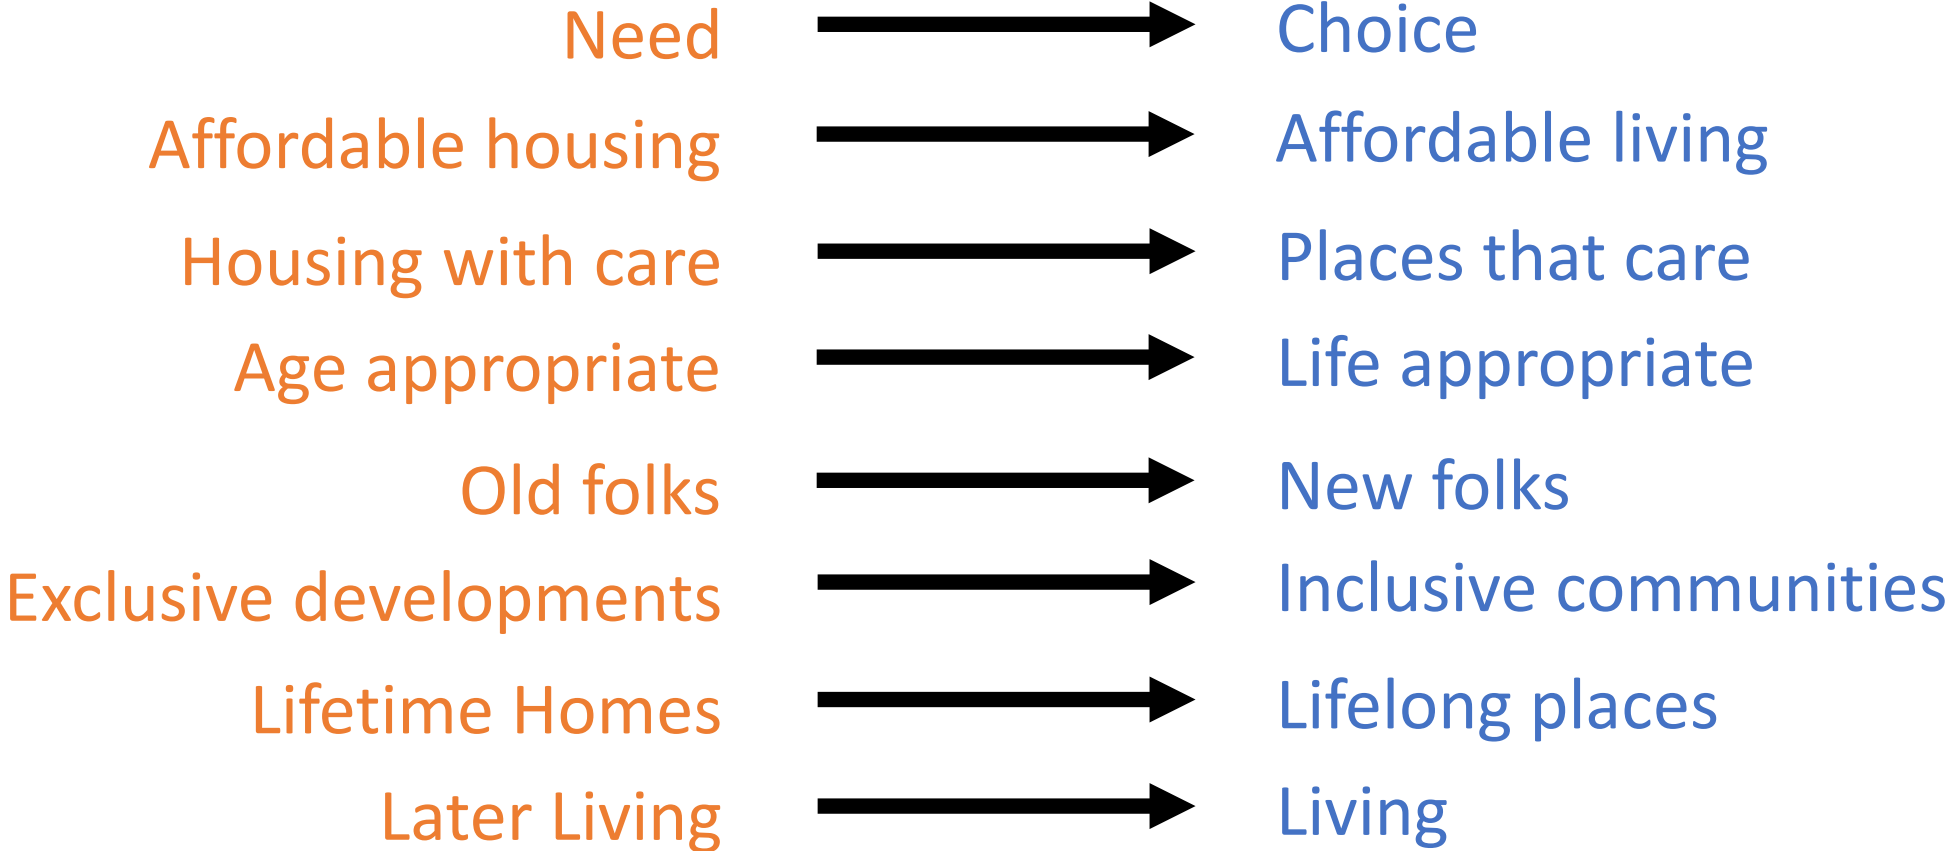 Need Choice
Affordable housing Affordable living
Housing with care Places that care
Age appropriate Life appropriate
Old folks New folks
Exclusive developments Inclusive communities
Lifetime Homes Lifelong places
Later Living Living